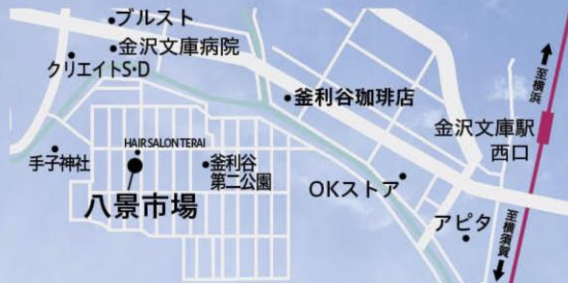 ブルスト
金沢文庫病院
クリエイトS・D
釜利谷珈琲店
至横浜
金沢文庫駅
西口
HAIR SALON TERAI
手子神社
釜利谷
第二公園
八景市場
OKストア
アピタ
至横須賀